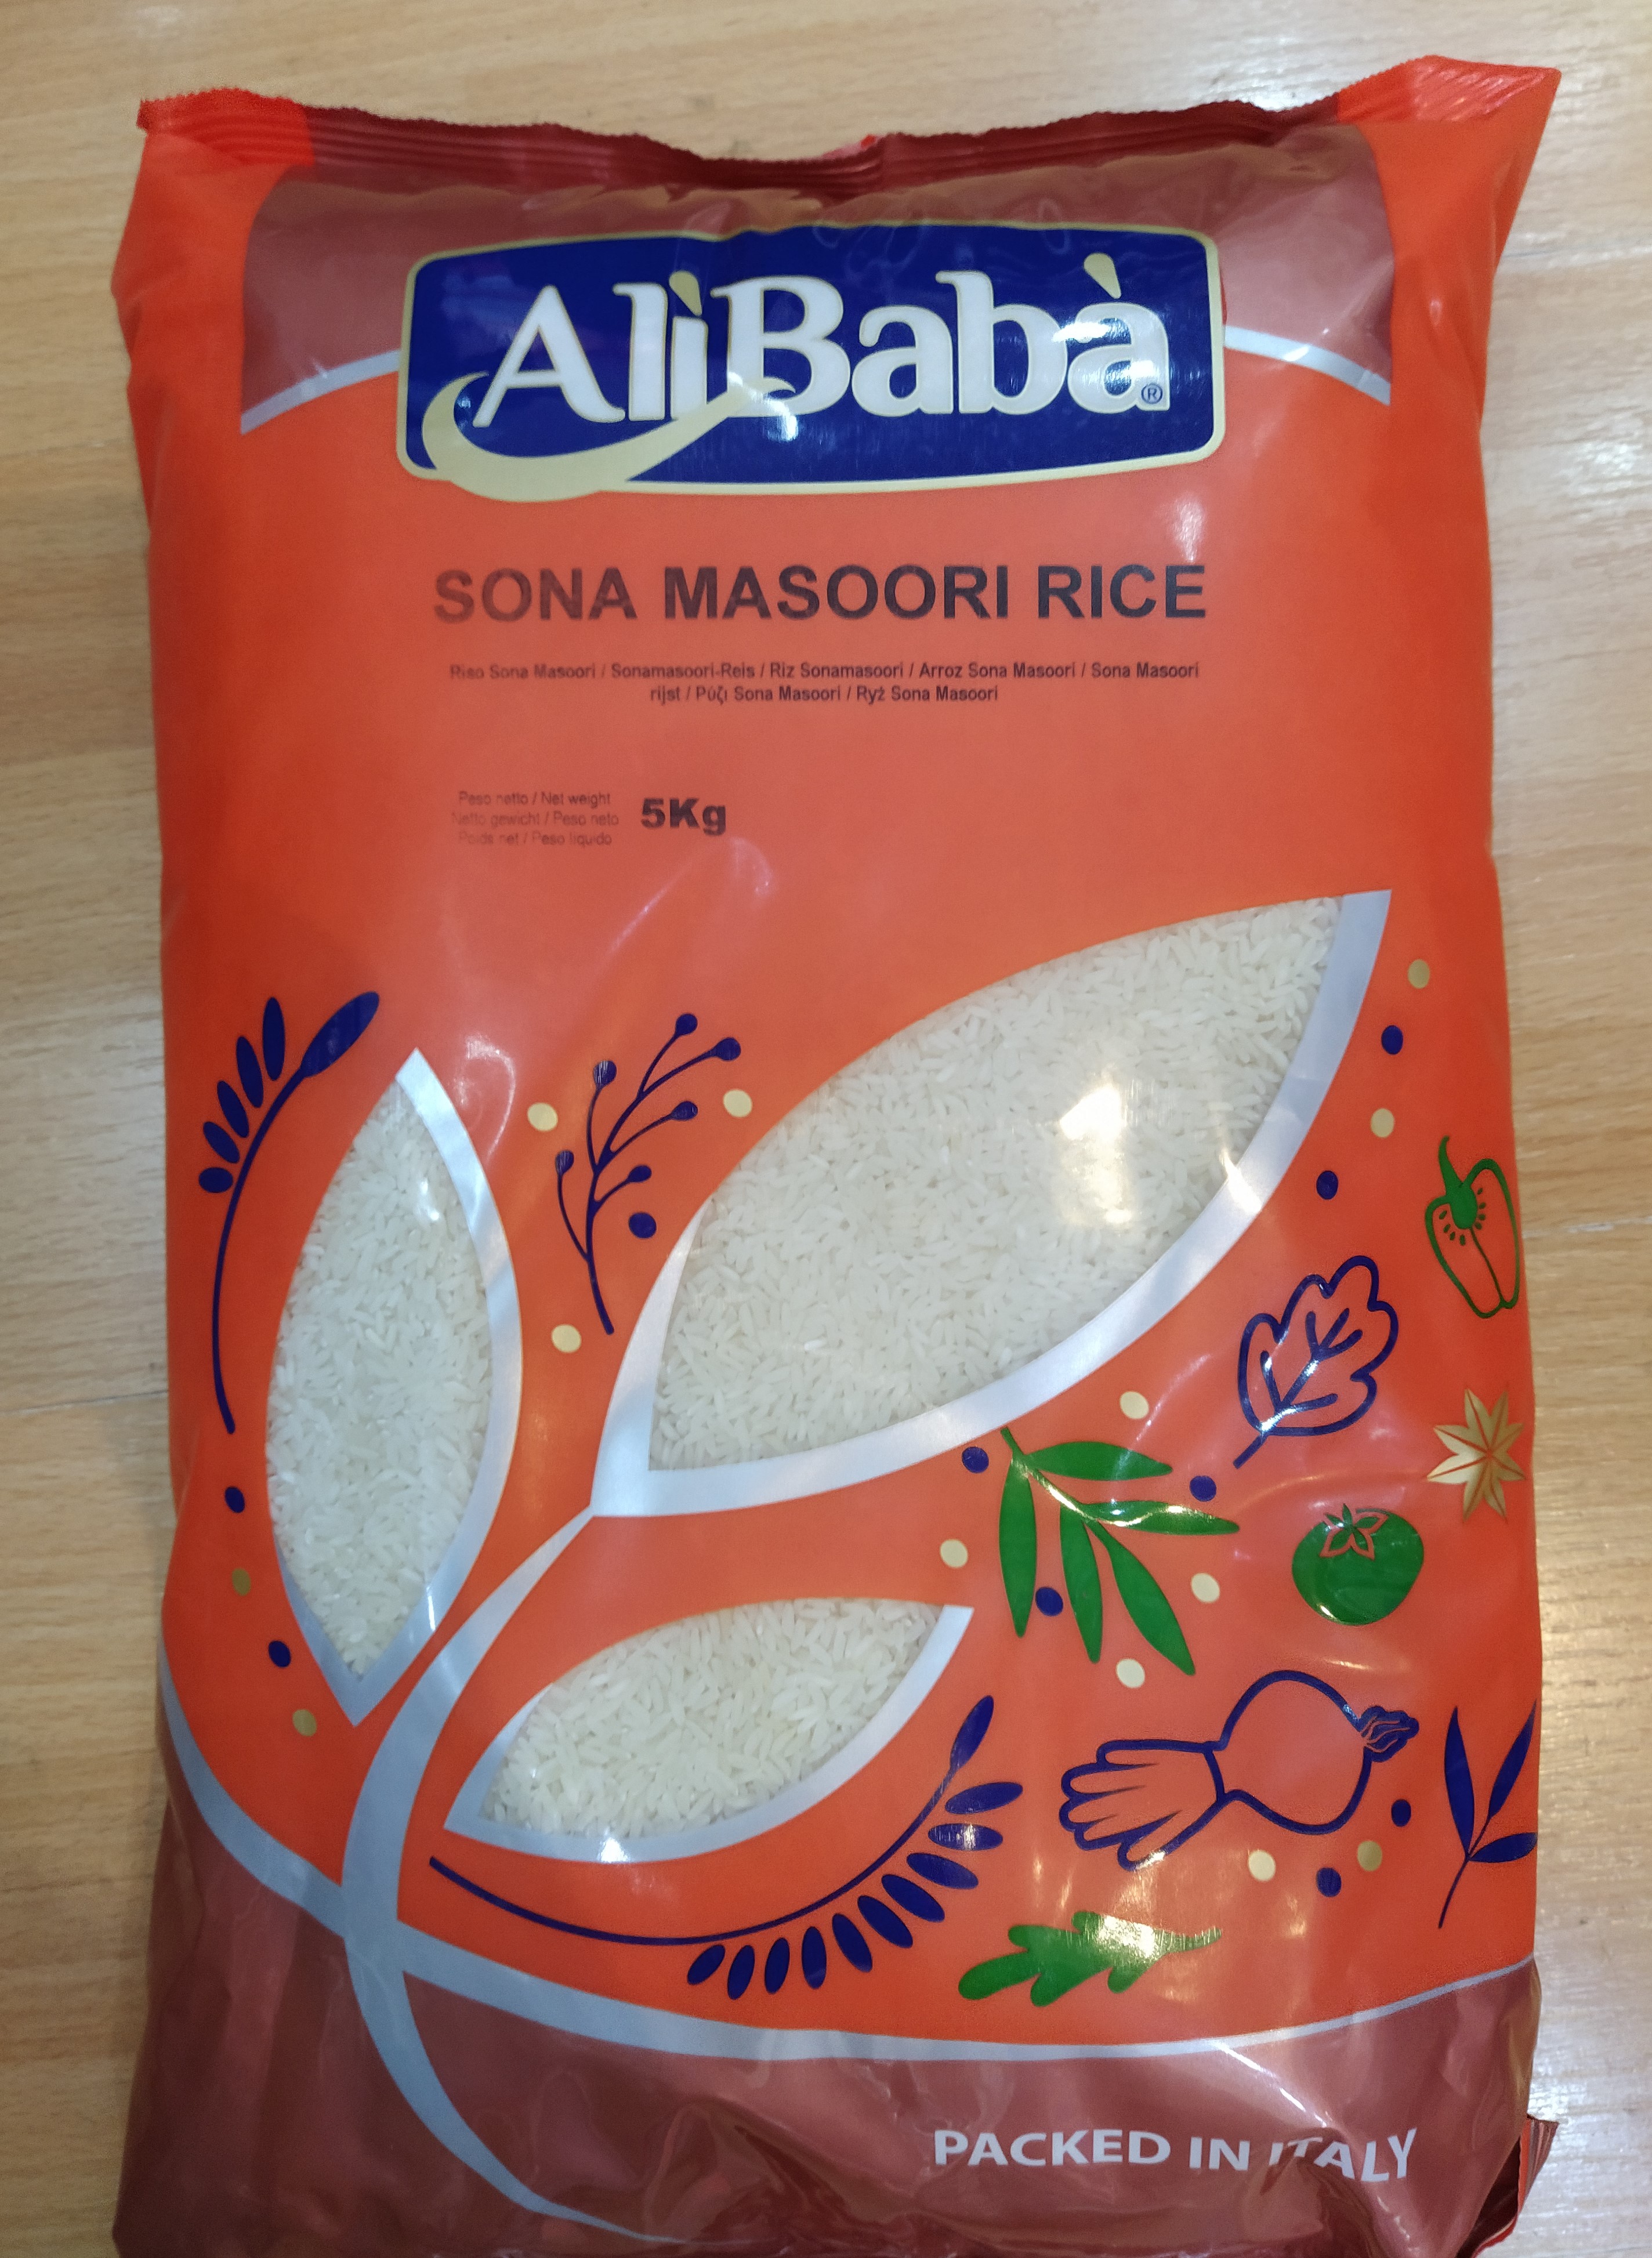 AlìBabà®
SONA MASOORI RICE
Riso Sona Masoori / Sonamasoori-Reis / Riz Sonamasoori / Arroz Sona Masoori / Sona Masoori
rijst / Ρύζι Sona Masoori / Ryż Sona Masoori
Peso netto / Net weight
Netto gewicht / Peso neto
Poids net / Peso líquido
5Kg
PACKED IN ITALY